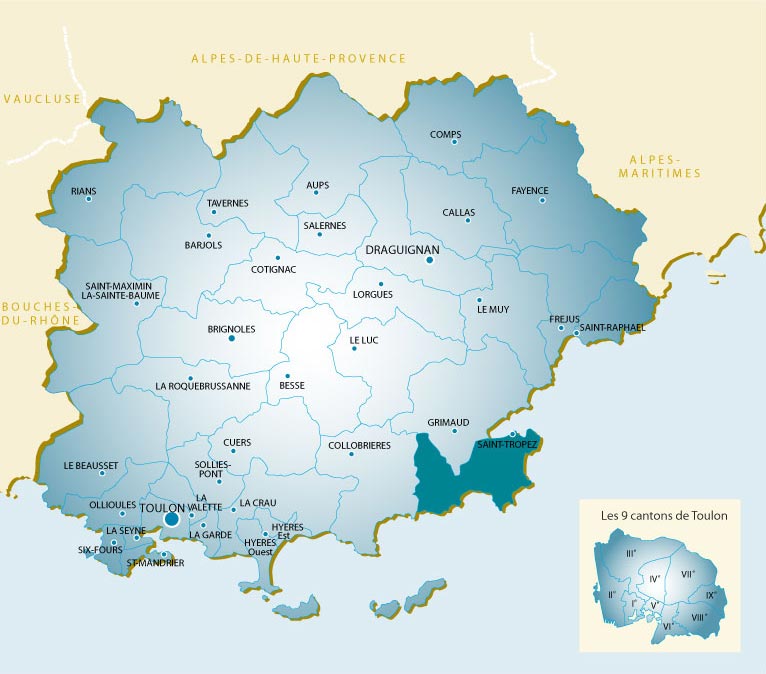 ALPES-DE-HAUTE-PROVENCE
VAUCLUSE
COMPS
ALPES-
MARITIMES
RIANS
AUPS
FAYENCE
TAVERNES
CALLAS
SALERNES
BARJOLS
DRAGUIGNAN
COTIGNAC
SAINT-MAXIMIN
LA-SAINTE-BAUME
LORGUES
BOUCHES-
DU-RHÔNE
LE MUY
FREJUS
SAINT-RAPHAEL
BRIGNOLES
LE LUC
LA ROQUEBRUSSANNE
BESSE
GRIMAUD
CUERS
COLLOBRIERES
SAINT-TROPEZ
LE BEAUSSET
SOLLIES-
PONT
OLLIOULES
TOULON
LA
VALETTE
LA CRAU
LA SEYNE
LA GARDE
HYERES
Est
HYERES
Ouest
SIX-FOURS
ST-MANDRIER
Les 9 cantons de Toulon
III°
IV°
VII°
II°
I°
V°
IX°
VI°
VIII°